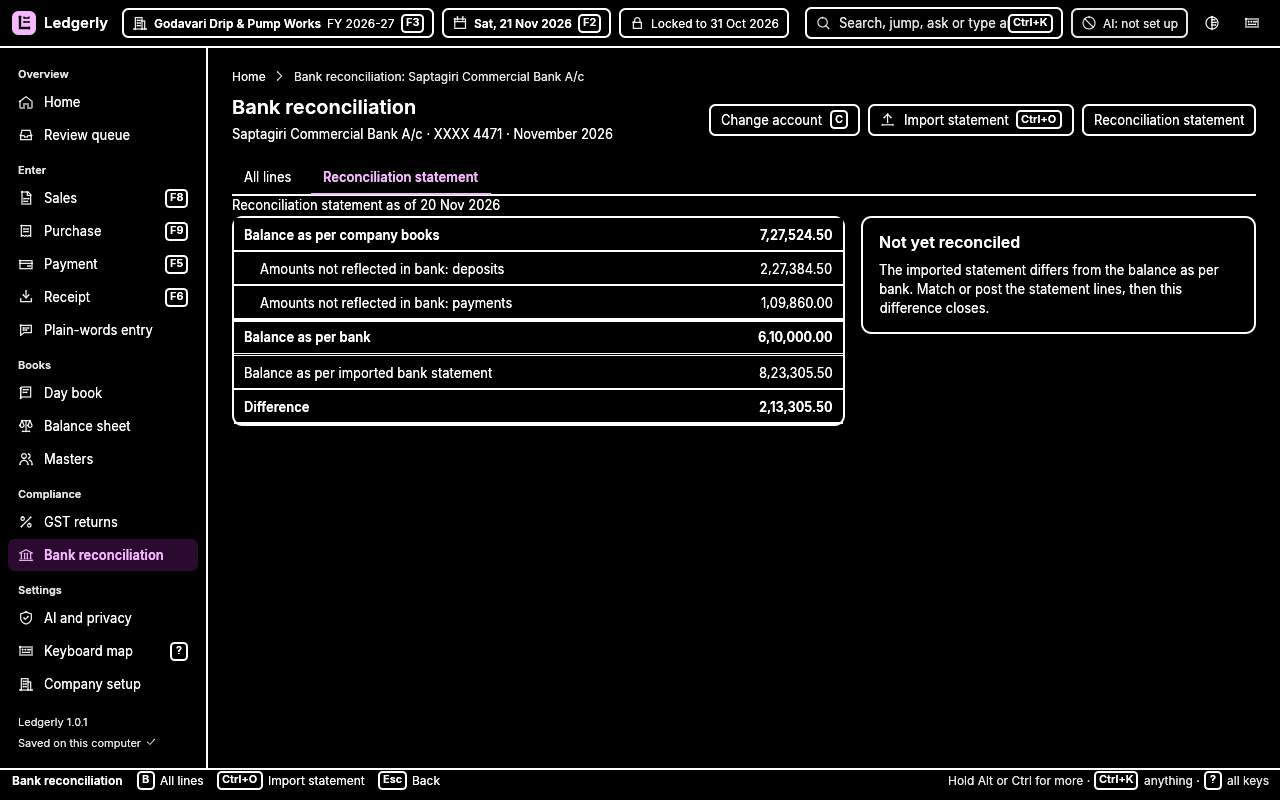 Ledgerly
Godavari Drip & Pump Works FY 2026-27 F3
Sat, 21 Nov 2026 F2
Locked to 31 Oct 2026
Search, jump, ask or type a Ctrl+K
AI: not set up
Overview
Home
Review queue
Enter
Sales F8
Purchase F9
Payment F5
Receipt F6
Plain-words entry
Books
Day book
Balance sheet
Masters
Compliance
GST returns
Bank reconciliation
Settings
AI and privacy
Keyboard map ?
Company setup
Ledgerly 1.0.1
Saved on this computer
Home Bank reconciliation: Saptagiri Commercial Bank A/c
Bank reconciliation
Saptagiri Commercial Bank A/c · XXXX 4471 · November 2026
Change account C
Import statement Ctrl+O
Reconciliation statement
All lines Reconciliation statement
Reconciliation statement as of 20 Nov 2026
Balance as per company books 7,27,524.50
Amounts not reflected in bank: deposits 2,27,384.50
Amounts not reflected in bank: payments 1,09,860.00
Balance as per bank 6,10,000.00
Balance as per imported bank statement 8,23,305.50
Difference 2,13,305.50
Not yet reconciled
The imported statement differs from the balance as per
bank. Match or post the statement lines, then this
difference closes.
Bank reconciliation B All lines Ctrl+O Import statement Esc Back
Hold Alt or Ctrl for more · Ctrl+K anything · ? all keys